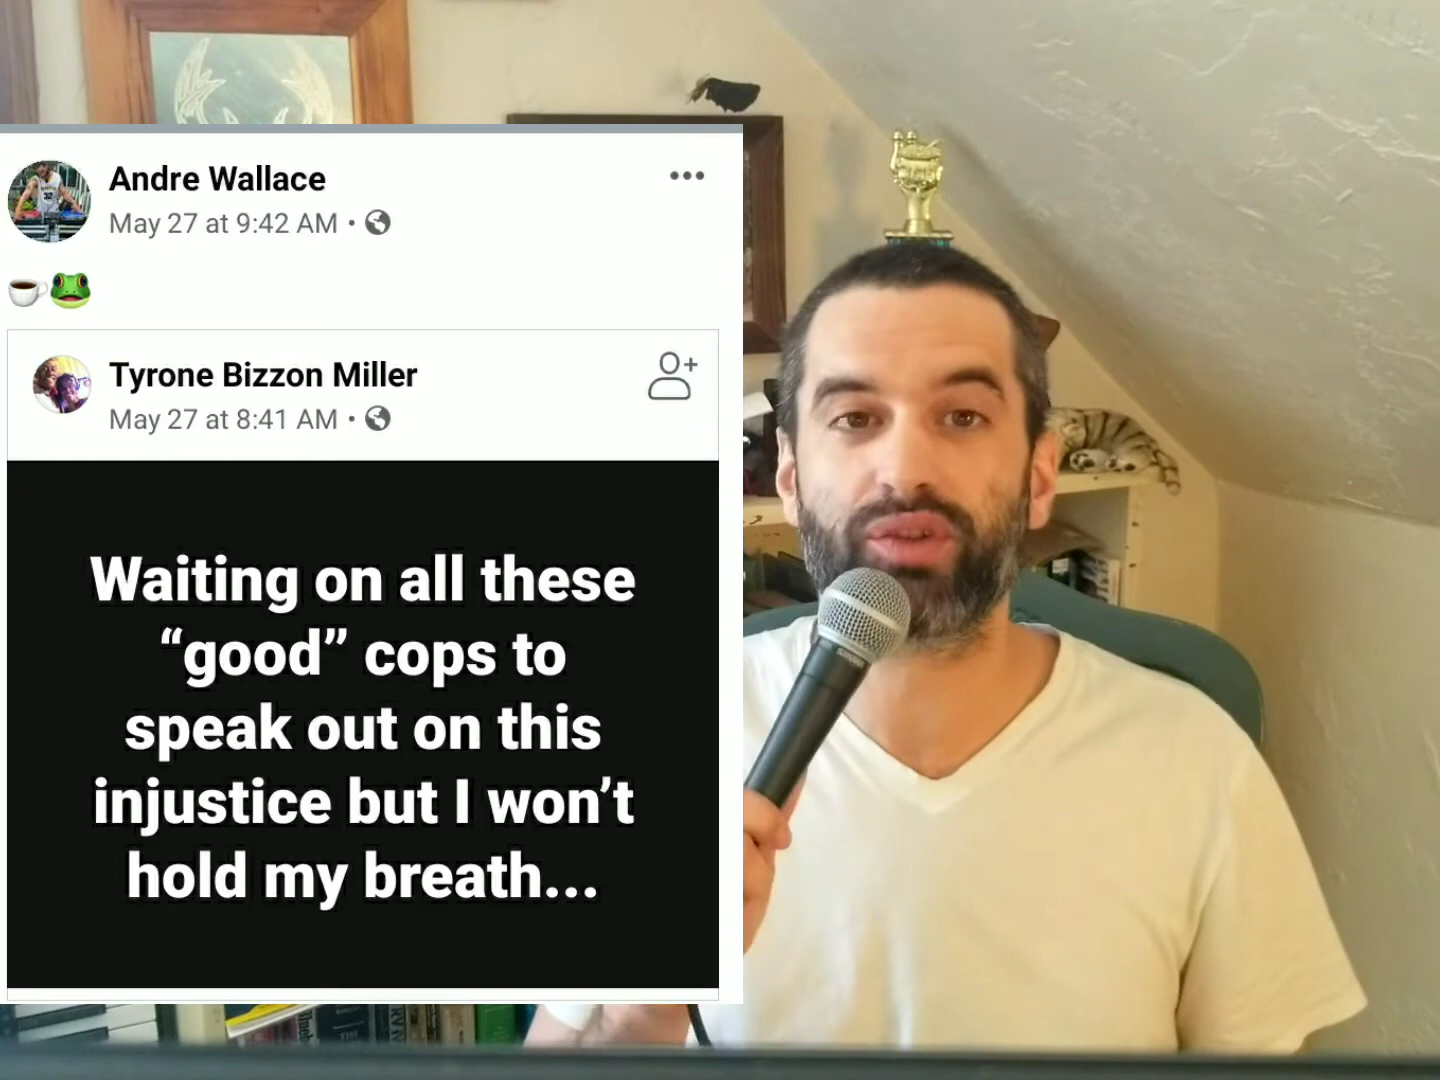 Andre Wallace
May 27 at 9:42 AM •
Tyrone Bizzon Miller
May 27 at 8:41 AM •
Waiting on all these
“good” cops to
speak out on this
injustice but I won’t
hold my breath...
SHURE